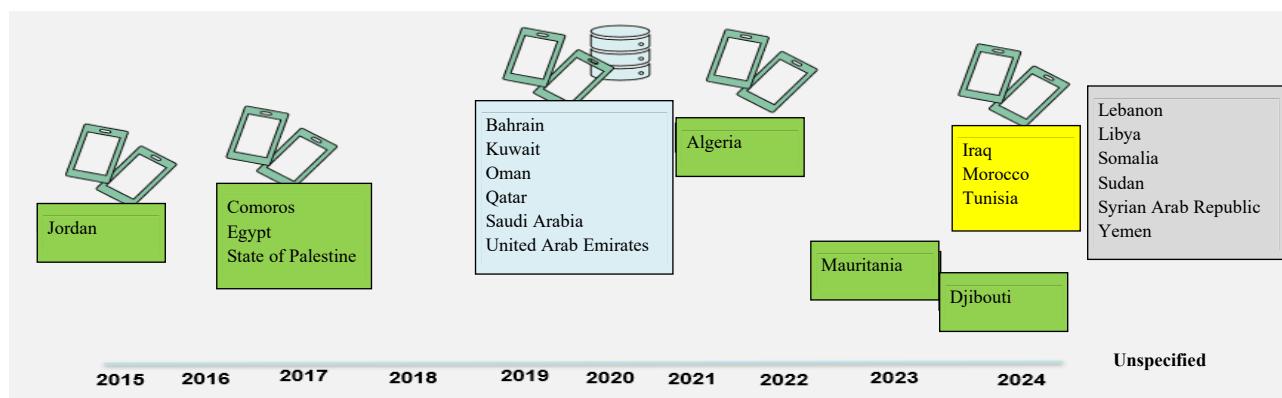 Jordan
Comoros
Egypt
State of Palestine
Bahrain
Kuwait
Oman
Qatar
Saudi Arabia
United Arab Emirates
Algeria
Mauritania
Djibouti
Iraq
Morocco
Tunisia
Lebanon
Libya
Somalia
Sudan
Syrian Arab Republic
Yemen
2015 2016 2017 2018 2019 2020 2021 2022 2023 2024 Unspecified